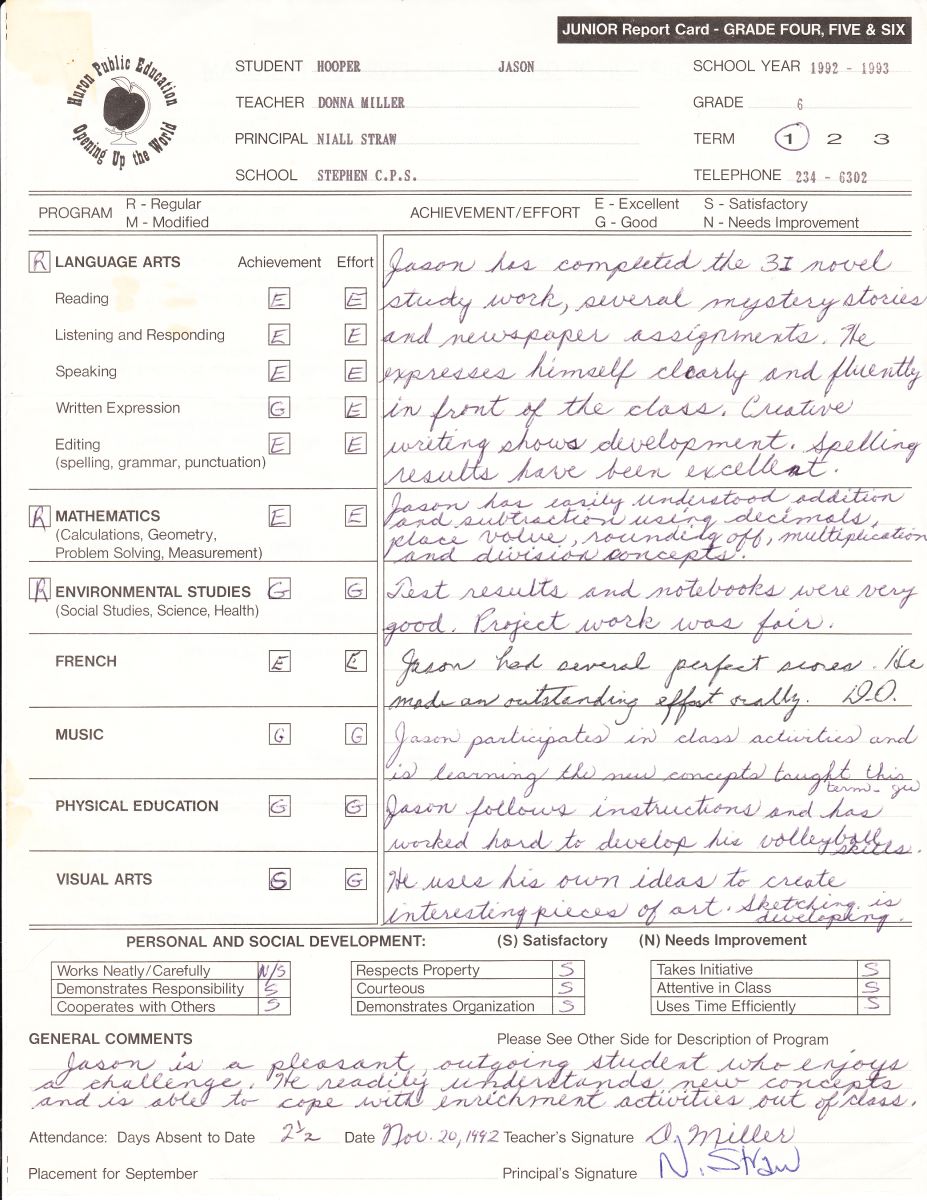 JUNIOR Report Card - GRADE FOUR, FIVE & SIX
Huron Public Education
Opening Up the World
STUDENT HOOPER JASON SCHOOL YEAR 1992 - 1993
TEACHER DONNA MILLER GRADE 6
PRINCIPAL NIALL STRAW TERM 1 2 3
SCHOOL STEPHEN C.P.S. TELEPHONE 234 - 6302
PROGRAM R - Regular M - Modified ACHIEVEMENT/EFFORT E - Excellent G - Good S - Satisfactory N - Needs Improvement
R LANGUAGE ARTS Achievement Effort Jason has completed the 3I novel
Reading E E study work, several mystery stories
Listening and Responding E E and newspaper assignments. He
Speaking E E expresses himself clearly and fluently
Written Expression G E in front of the class. Creative
Editing E E writing shows development. Spelling
(spelling, grammar, punctuation) results have been excellent.
R MATHEMATICS E E Jason has easily understood addition
and subtraction using decimals,
(Calculations, Geometry, place value, rounding off, multiplication
Problem Solving, Measurement) and division concepts.
R ENVIRONMENTAL STUDIES G G Test results and notebooks were very
(Social Studies, Science, Health) good. Project work was fair.
FRENCH E E Jason had several perfect scores. He
made an outstanding effort orally. D.O.
MUSIC G G Jason participates in class activities and
is learning the new concepts taught this
term. gw
PHYSICAL EDUCATION G G Jason follows instructions and has
worked hard to develop his volleyball
skills.
VISUAL ARTS S G He uses his own ideas to create
interesting pieces of art. Sketching is
developing.
PERSONAL AND SOCIAL DEVELOPMENT: (S) Satisfactory (N) Needs Improvement
Works Neatly/Carefully N/S Respects Property S Takes Initiative S
Demonstrates Responsibility S Courteous S Attentive in Class S
Cooperates with Others S Demonstrates Organization S Uses Time Efficiently S
GENERAL COMMENTS Please See Other Side for Description of Program
Jason is a pleasant, outgoing student who enjoys
a challenge. He readily understands new concepts
and is able to cope with enrichment activities out of class.
Attendance: Days Absent to Date 2½ Date Nov. 20, 1992 Teacher's Signature D. Miller
Placement for September Principal's Signature N. Straw